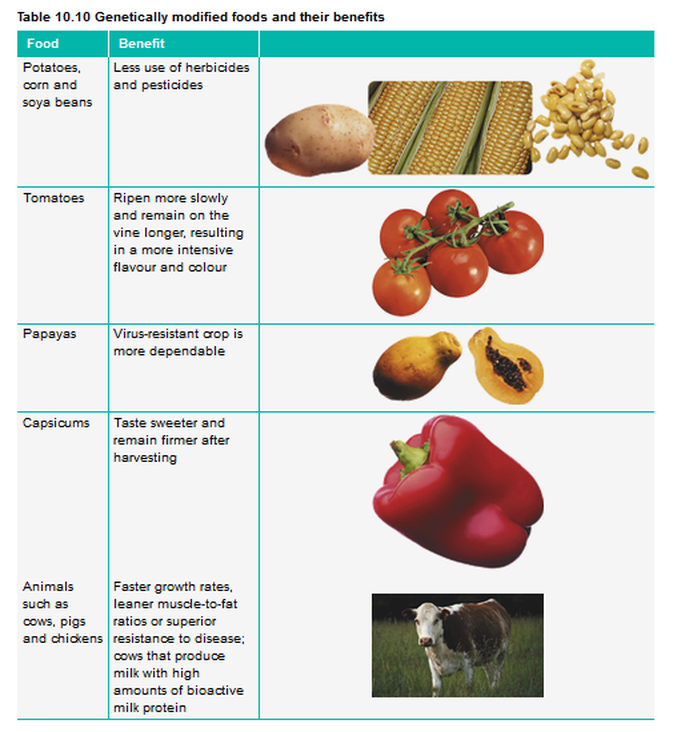 Table 10.10 Genetically modified foods and their benefits
Food
Benefit
Potatoes,
corn and
soya beans
Less use of herbicides
and pesticides
Tomatoes
Ripen more slowly
and remain on the
vine longer, resulting
in a more intensive
flavour and colour
Papayas
Virus-resistant crop is
more dependable
Capsicums
Taste sweeter and
remain firmer after
harvesting
Animals
such as
cows, pigs
and chickens
Faster growth rates,
leaner muscle-to-fat
ratios or superior
resistance to disease;
cows that produce
milk with high
amounts of bioactive
milk protein